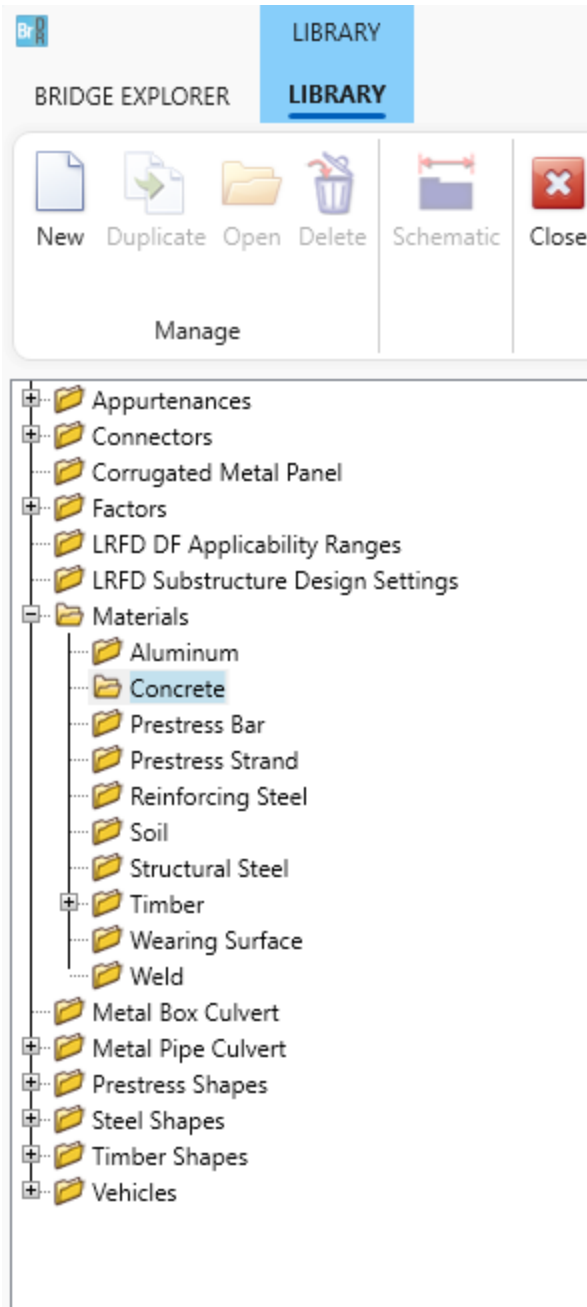 BrDR
LIBRARY
BRIDGE EXPLORER LIBRARY
New Duplicate Open Delete Schematic Close
Manage
Appurtenances
Connectors
Corrugated Metal Panel
Factors
LRFD DF Applicability Ranges
LRFD Substructure Design Settings
Materials
Aluminum
Concrete
Prestress Bar
Prestress Strand
Reinforcing Steel
Soil
Structural Steel
Timber
Wearing Surface
Weld
Metal Box Culvert
Metal Pipe Culvert
Prestress Shapes
Steel Shapes
Timber Shapes
Vehicles